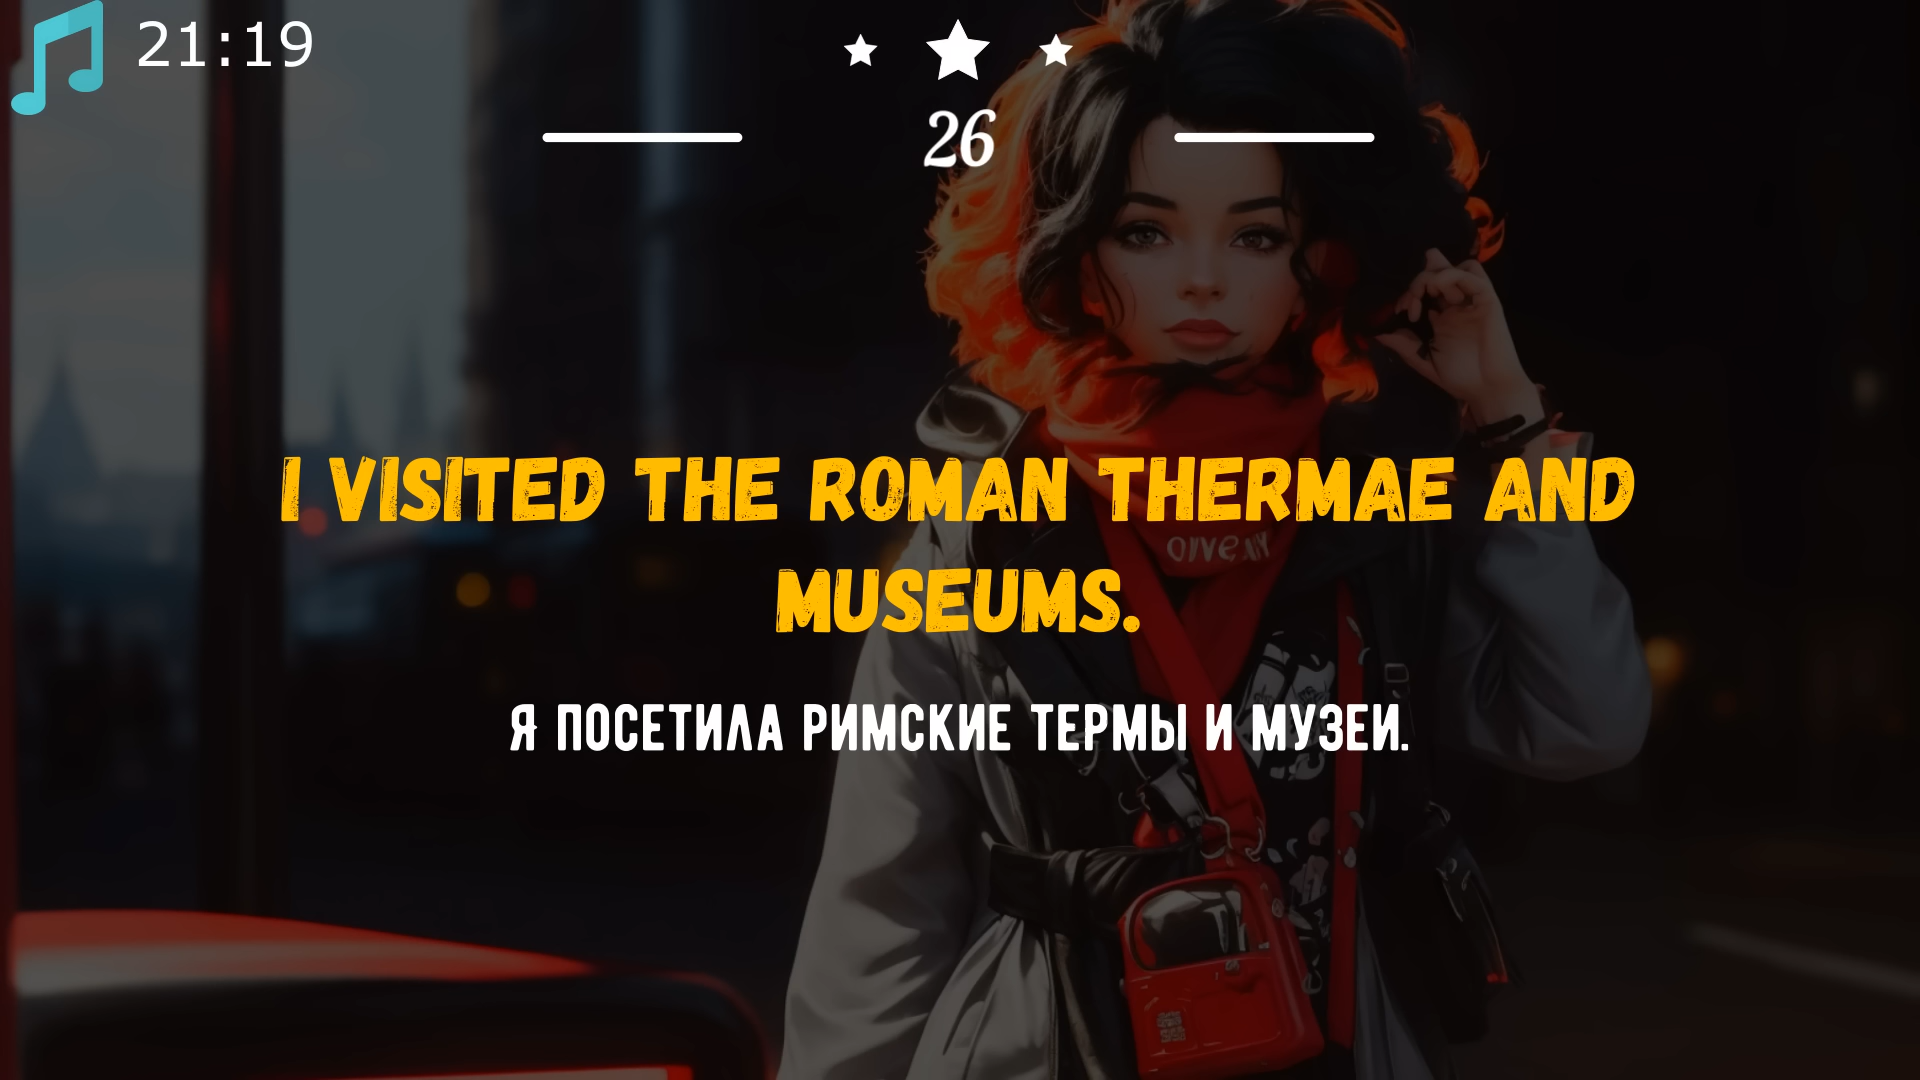 21:19
26
I VISITED THE ROMAN THERMAE AND
MUSEUMS.
Я ПОСЕТИЛА РИМСКИЕ ТЕРМЫ И МУЗЕИ.